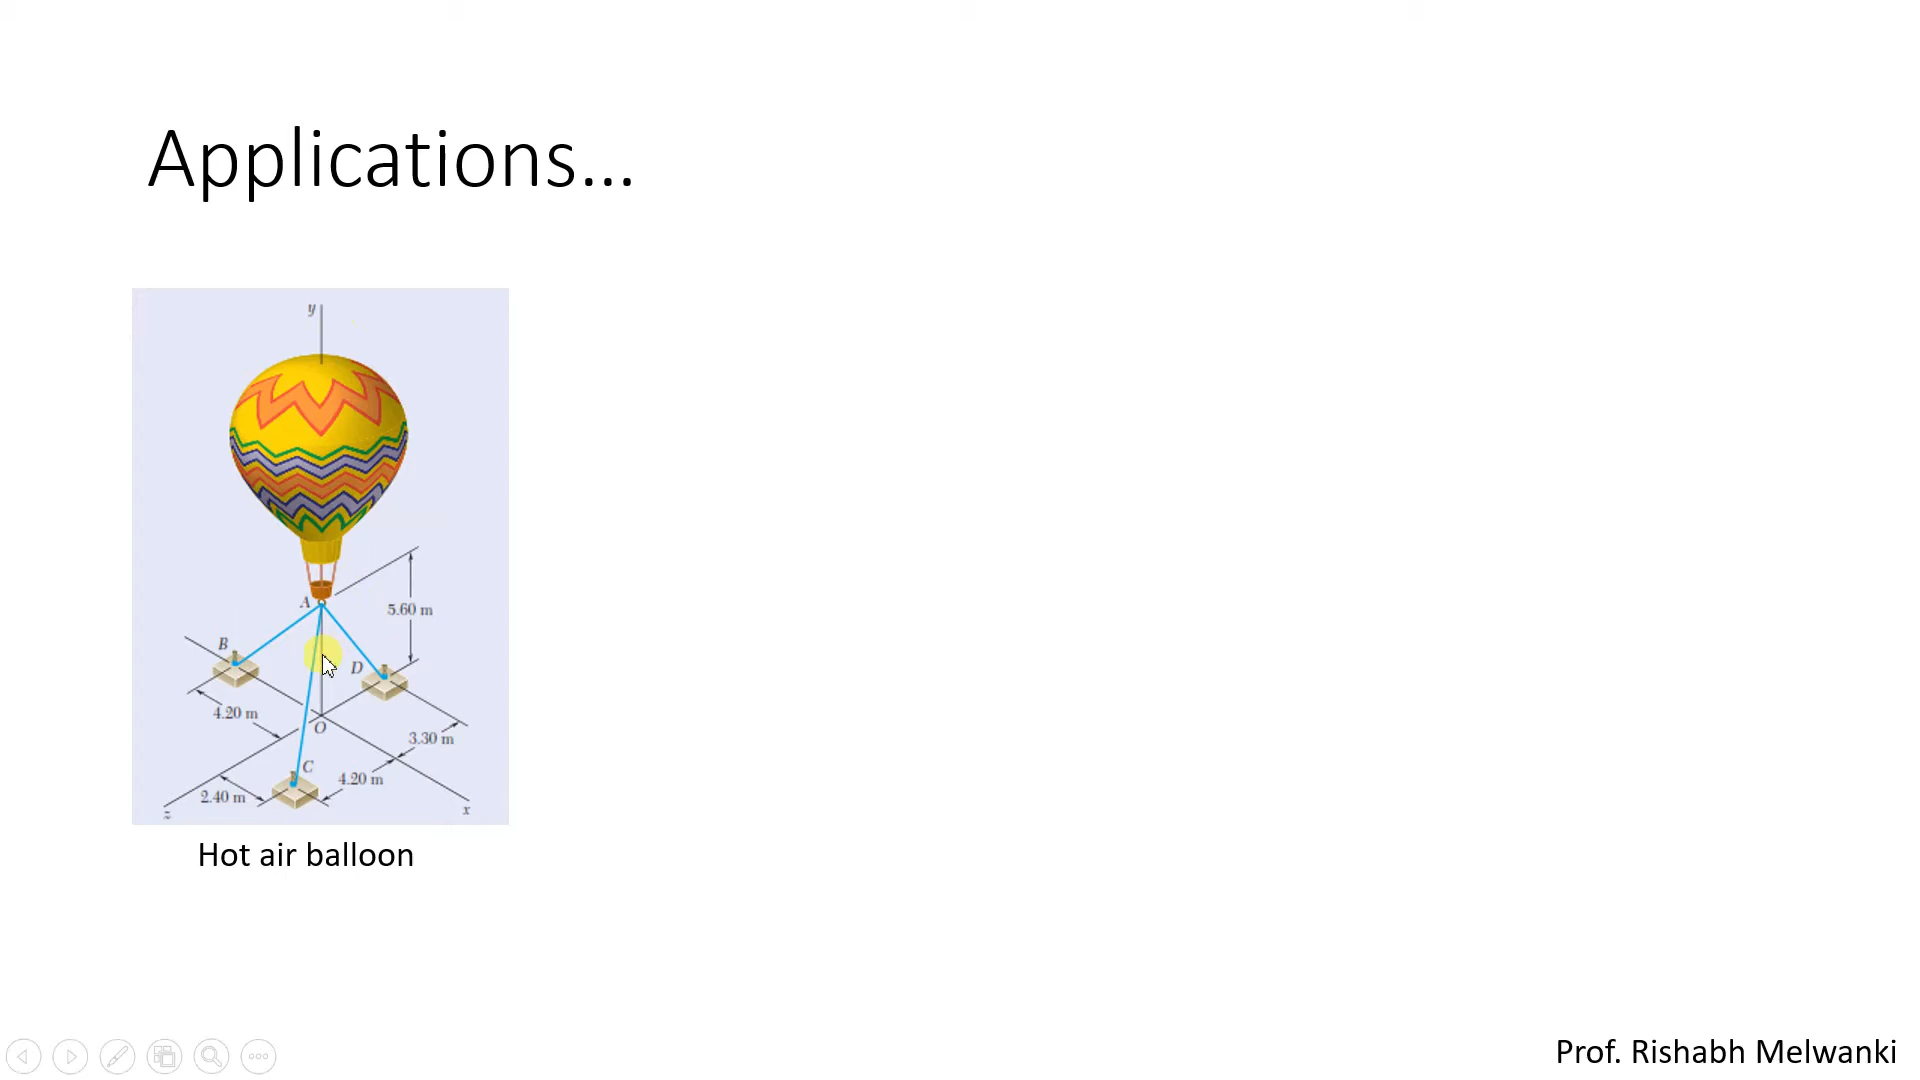 Applications...
y
A
5.60 m
B
D
4.20 m
O
3.30 m
C
4.20 m
2.40 m
z
x
Hot air balloon
Prof. Rishabh Melwanki